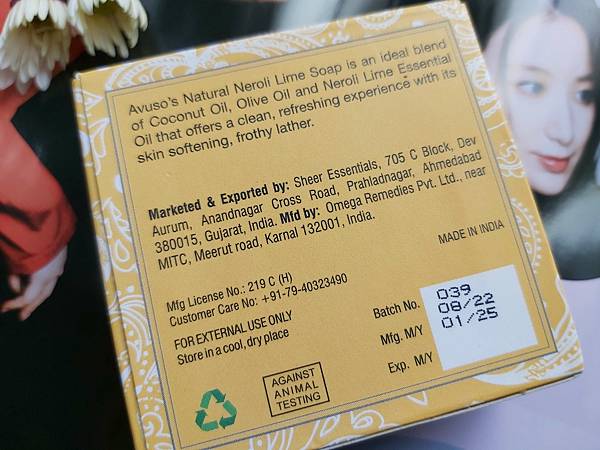 Avuso's Natural Neroli Lime Soap is an ideal blend
of Coconut Oil, Olive Oil and Neroli Lime Essential
Oil that offers a clean, refreshing experience with its
skin softening, frothy lather.
Marketed & Exported by: Sheer Essentials, 705 C Block, Dev
Aurum, Anandnagar Cross Road, Prahladnagar, Ahmedabad
380015, Gujarat, India. Mfd by: Omega Remedies Pvt. Ltd., near
MITC, Meerut road, Karnal 132001, India.
MADE IN INDIA
Mfg License No.: 219 C (H)
Customer Care No: +91-79-40323490
FOR EXTERNAL USE ONLY
Store in a cool, dry place
Batch No. 039
Mfg. M/Y 08/22
Exp. M/Y 01/25
AGAINST
ANIMAL
TESTING